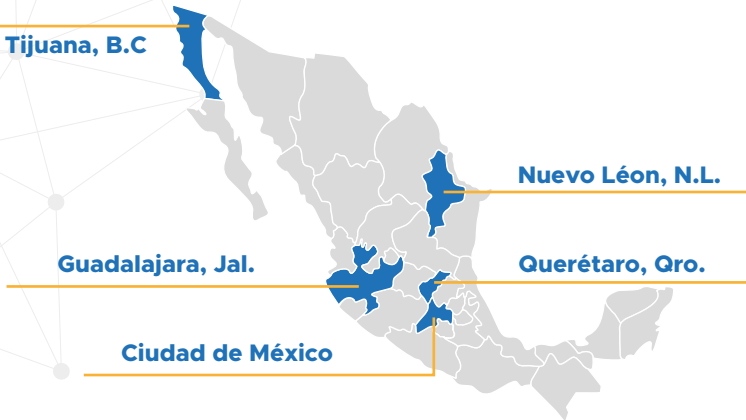 Tijuana, B.C
Nuevo Léon, N.L.
Guadalajara, Jal.
Querétaro, Qro.
Ciudad de México